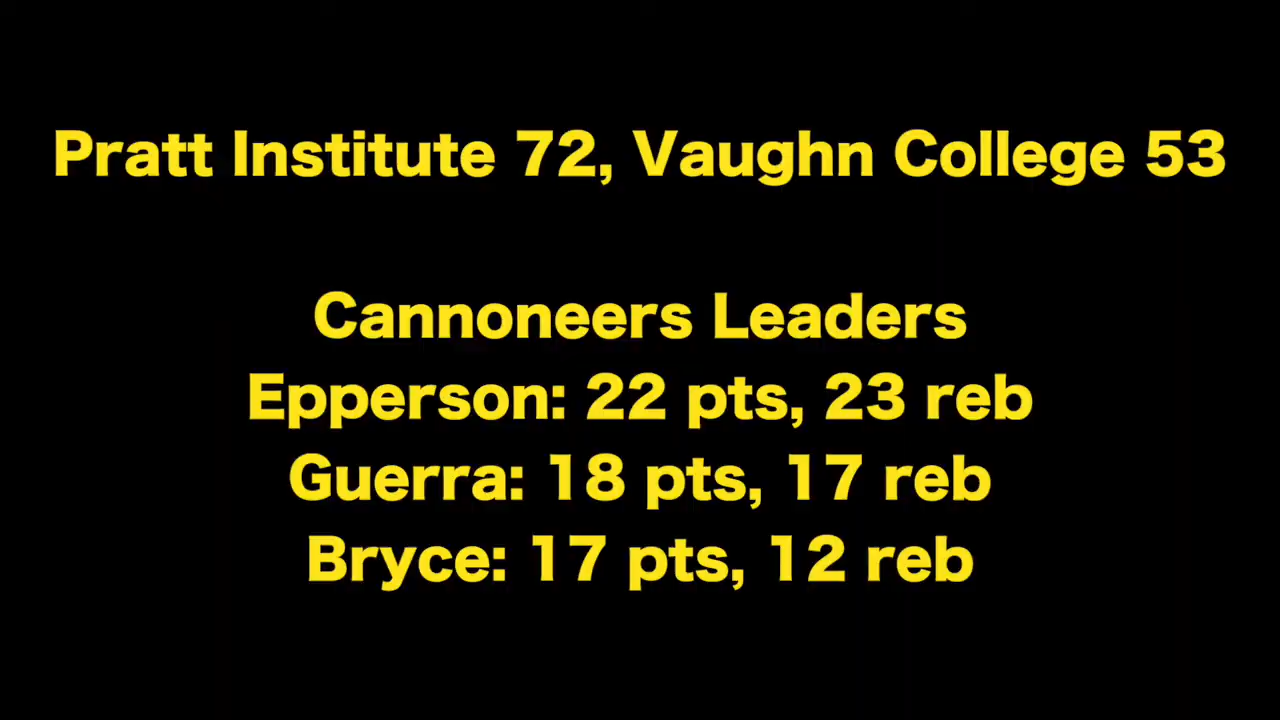 Pratt Institute 72, Vaughn College 53
Cannoneers Leaders
Epperson: 22 pts, 23 reb
Guerra: 18 pts, 17 reb
Bryce: 17 pts, 12 reb